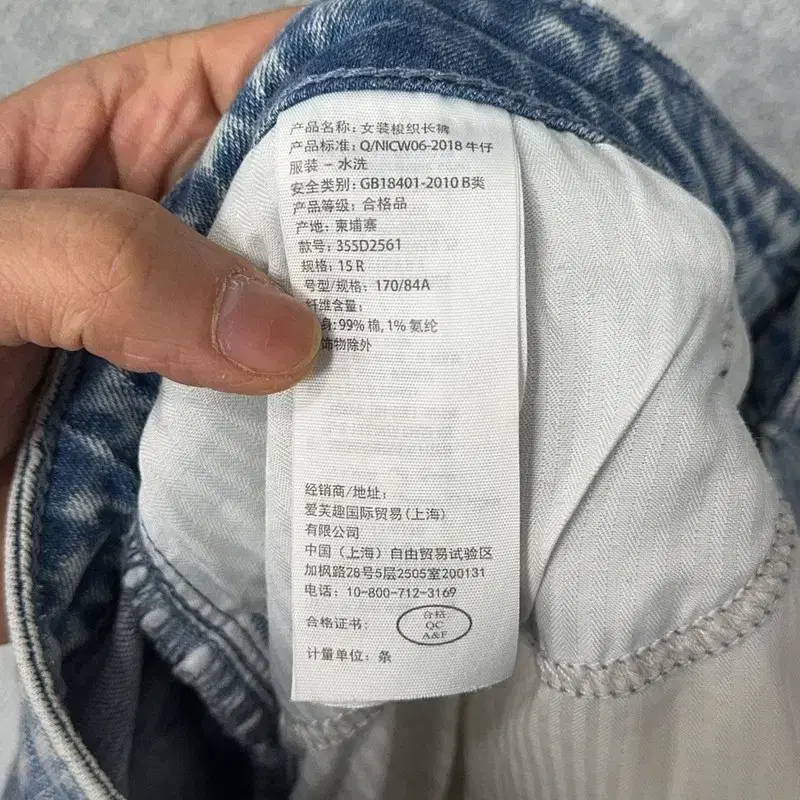 产品名称: 女装梭织长裤
产品标准: Q/NICW06-2018 牛仔
服装 - 水洗
安全类别: GB18401-2010 B类
产品等级: 合格品
产地: 柬埔寨
款号: 355D2561
规格: 15 R
号型/规格: 170/84A
纤维含量:
身: 99% 棉, 1% 氨纶
饰物除外
经销商/地址:
爱芙趣国际贸易(上海)
有限公司
中国（上海）自由贸易试验区
加枫路28号5层2505室200131
电话: 10-800-712-3169
合格证书:
合格
QC
A&F
计量单位: 条